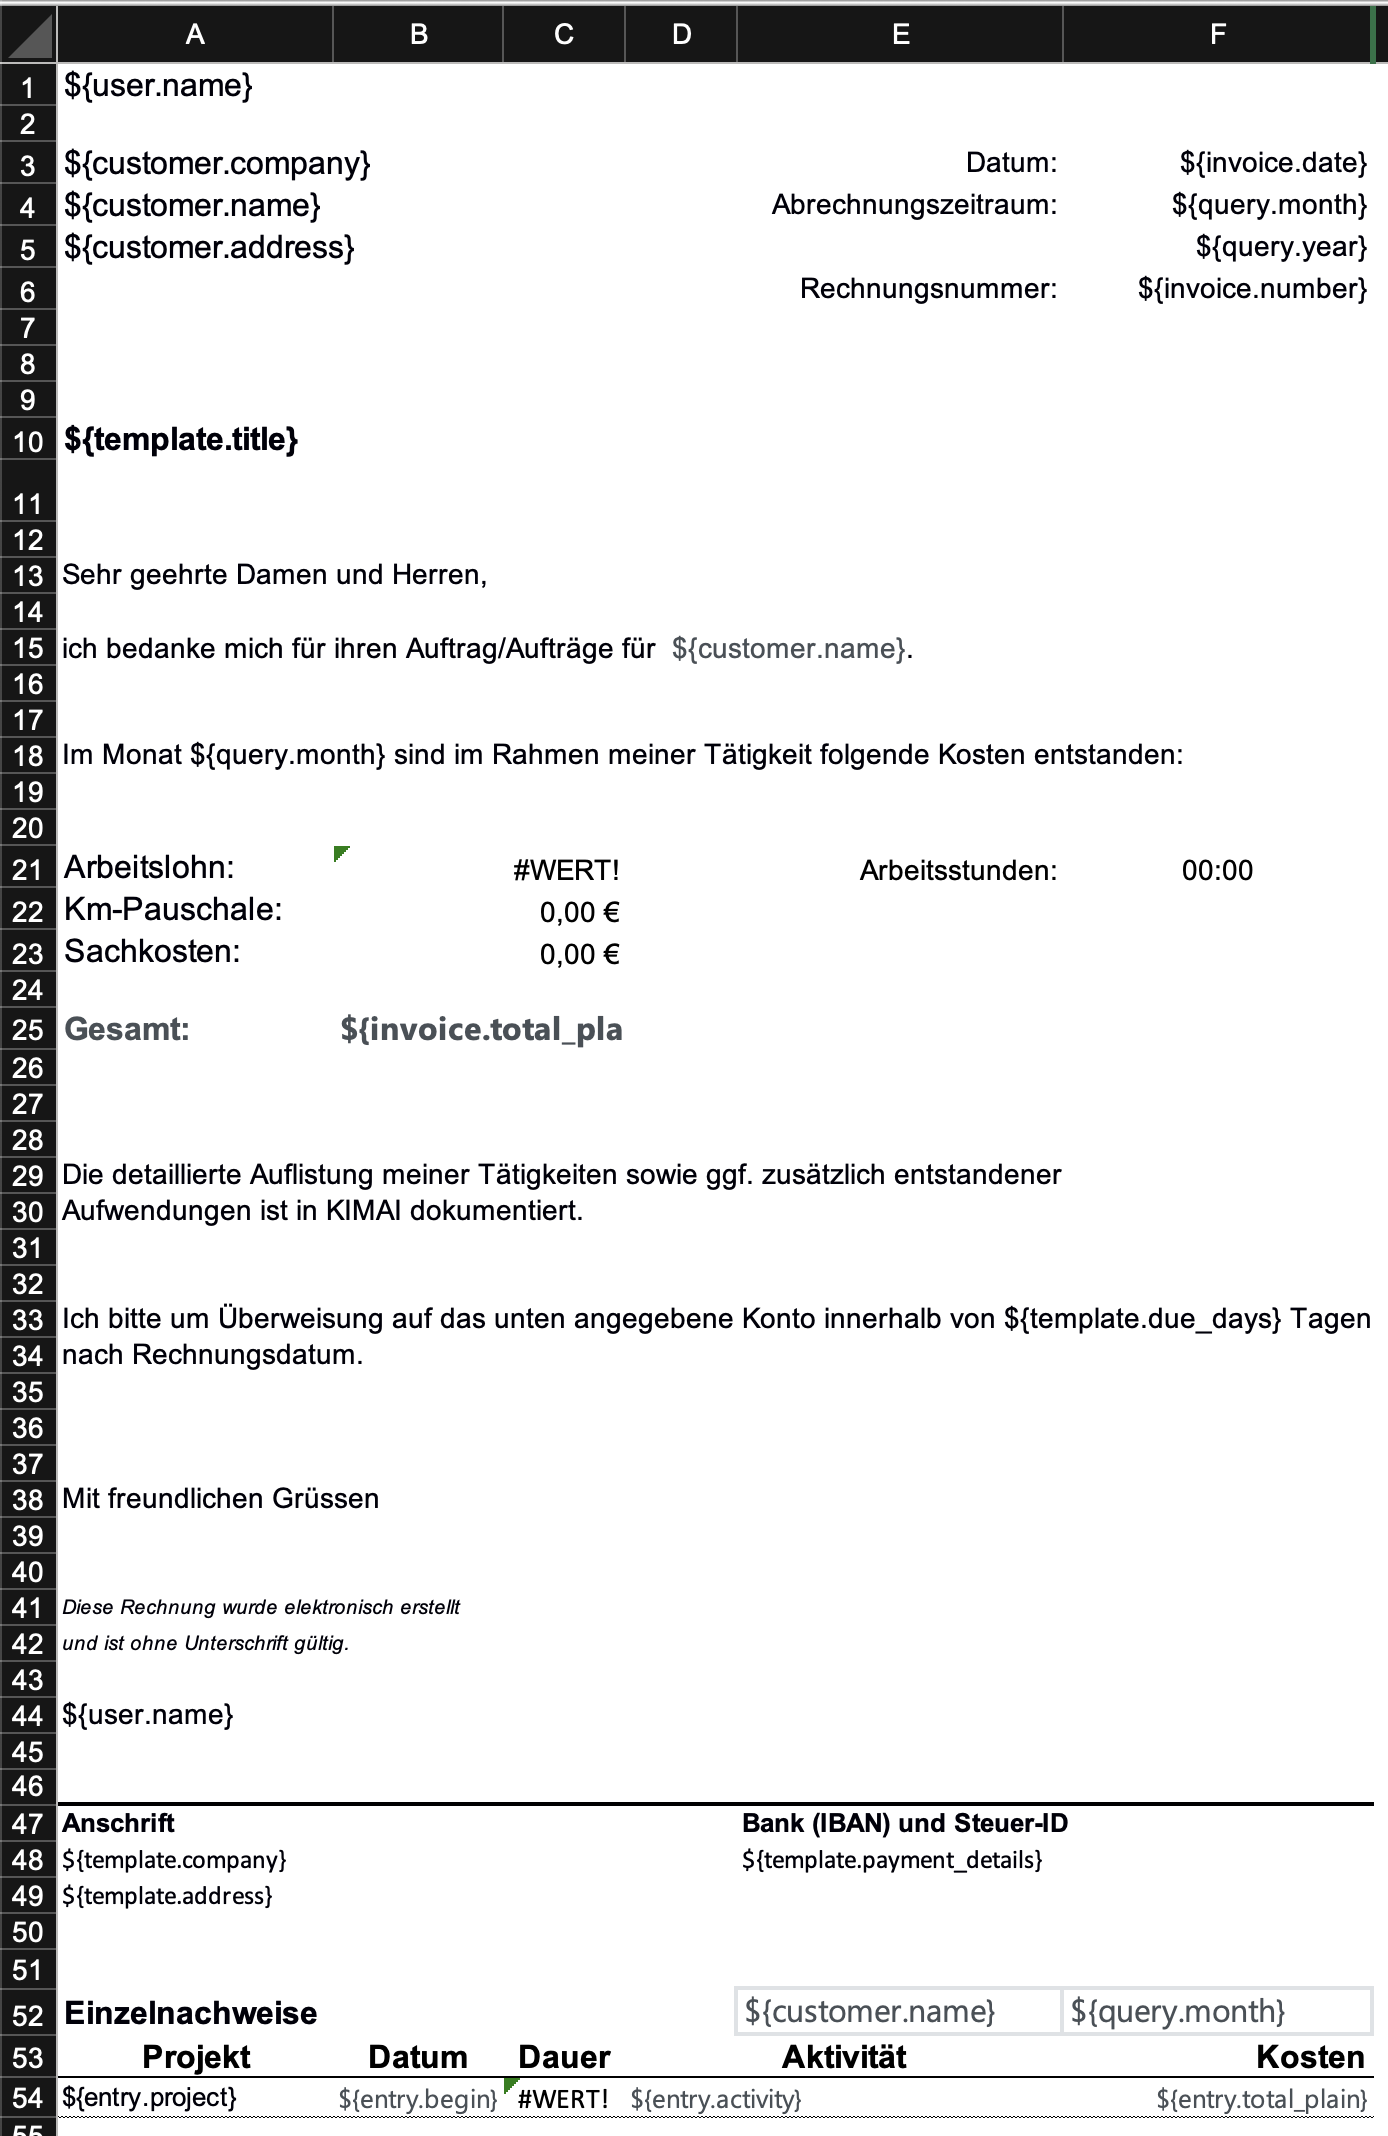 A B C D E F
1 ${user.name}
2
3 ${customer.company} Datum: ${invoice.date}
4 ${customer.name} Abrechnungszeitraum: ${query.month}
5 ${customer.address} ${query.year}
6 Rechnungsnummer: ${invoice.number}
7
8
9
10 ${template.title}
11
12
13 Sehr geehrte Damen und Herren,
14
15 ich bedanke mich für ihren Auftrag/Aufträge für ${customer.name}.
16
17
18 Im Monat ${query.month} sind im Rahmen meiner Tätigkeit folgende Kosten entstanden:
19
20
21 Arbeitslohn: #WERT! Arbeitsstunden: 00:00
22 Km-Pauschale: 0,00 €
23 Sachkosten: 0,00 €
24
25 Gesamt: ${invoice.total_pla
26
27
28
29 Die detaillierte Auflistung meiner Tätigkeiten sowie ggf. zusätzlich entstandener
30 Aufwendungen ist in KIMAI dokumentiert.
31
32
33 Ich bitte um Überweisung auf das unten angegebene Konto innerhalb von ${template.due_days} Tagen
34 nach Rechnungsdatum.
35
36
37
38 Mit freundlichen Grüssen
39
40
41 Diese Rechnung wurde elektronisch erstellt
42 und ist ohne Unterschrift gültig.
43
44 ${user.name}
45
46
47 Anschrift Bank (IBAN) und Steuer-ID
48 ${template.company} ${template.payment_details}
49 ${template.address}
50
51
52 Einzelnachweise ${customer.name} ${query.month}
53 Projekt Datum Dauer Aktivität Kosten
54 ${entry.project} ${entry.begin} #WERT! ${entry.activity} ${entry.total_plain}
55